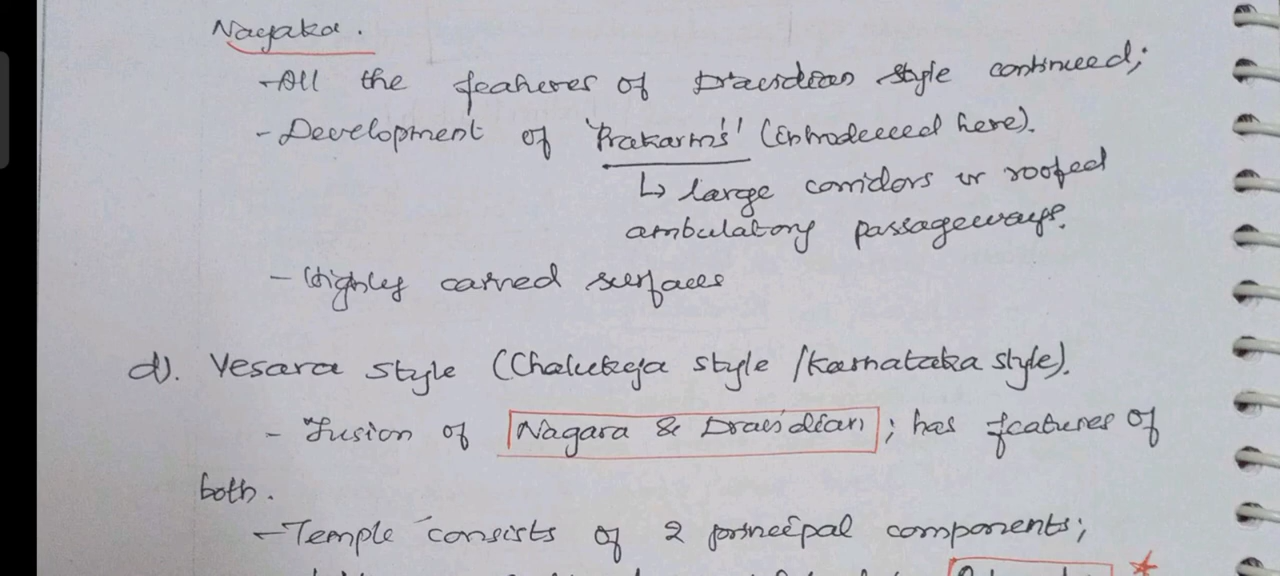 Nayaka.
- All the features of Dravidian style continued;
- Development of 'Prakarms' (introduced here).
↳ large corridors or roofed
ambulatory passageways.
- Highly carved surfaces
d). Vesara style (Chalukya style /Karnataka style).
- Fusion of Nagara & Dravidian; has features of
both.
- Temple consists of 2 principal components;